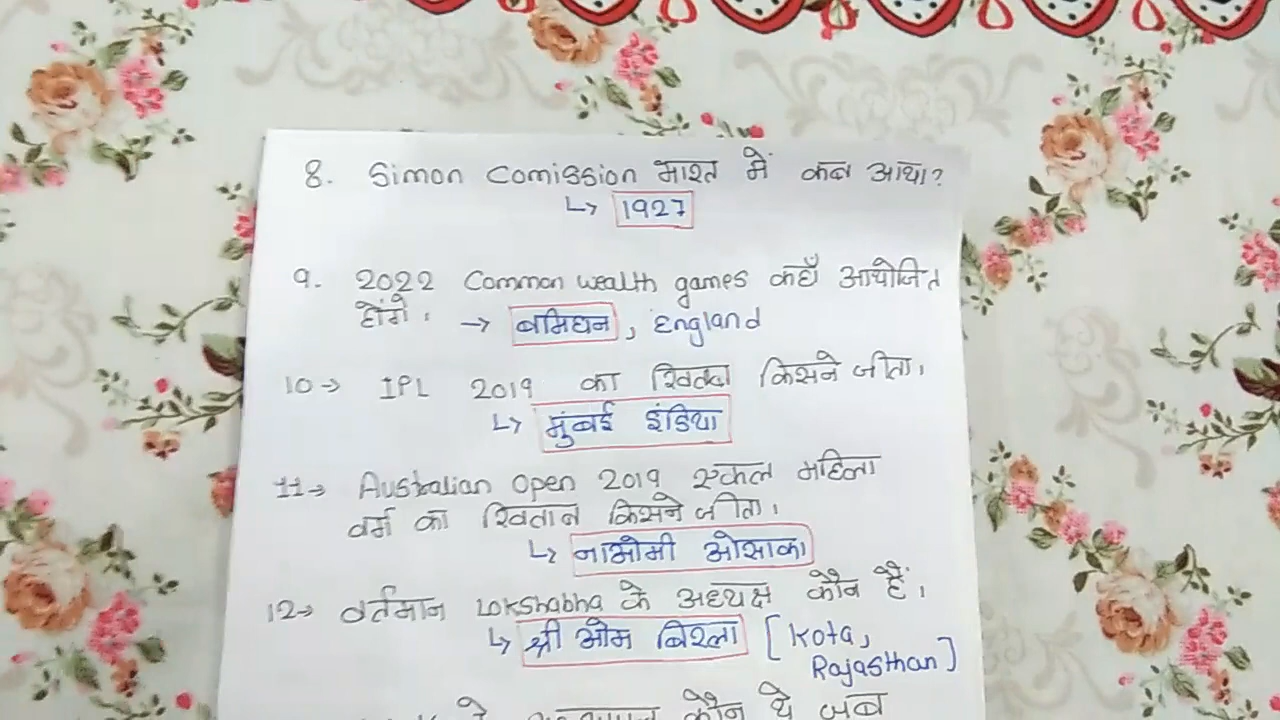 8. Simon Comission भारत में कब आया?
↳ 1927
9. 2022 Common wealth games कहाँ आयोजित
होंगे। → बर्मिघन, England
10→ IPL 2019 का खिताब किसने जीता।
↳ मुंबई इंडिया
11→ Australian Open 2019 एकल महिला
वर्ग का खिताब किसने जीता।
↳ नाओमी ओसाका
12→ वर्तमान Lokshabha के अध्यक्ष कौन हैं।
↳ श्री ओम बिरला [Kota,
Rajasthan]
कौन थे जब